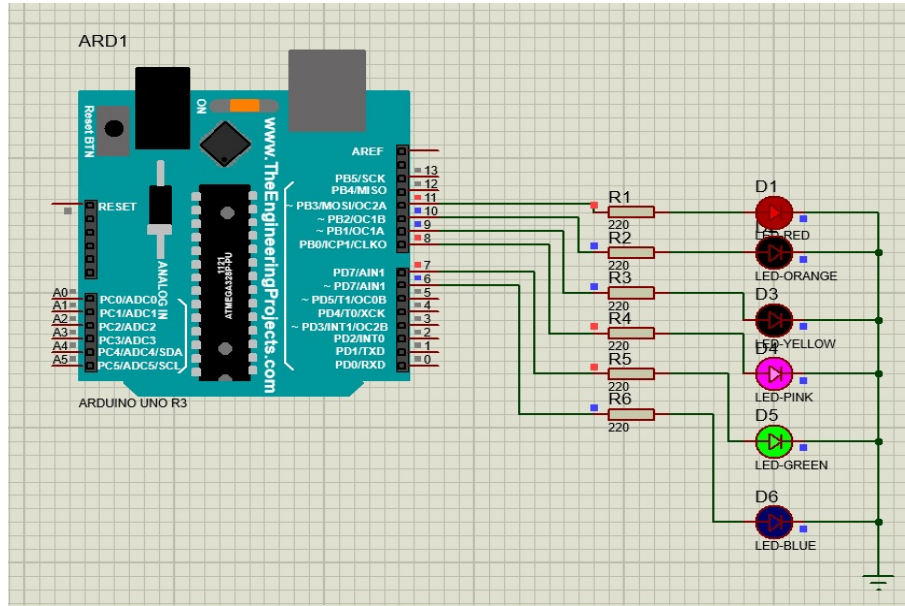 ARD1
Reset BTN
ON
www.TheEngineeringProjects.com
1121
ATMEGA328P-PU
RESET
ANALOG IN
A0 PC0/ADC0
A1 PC1/ADC1
A2 PC2/ADC2
A3 PC3/ADC3
A4 PC4/ADC4/SDA
A5 PC5/ADC5/SCL
ARDUINO UNO R3
AREF
PB5/SCK 13
PB4/MISO 12
~ PB3/MOSI/OC2A 11
~ PB2/OC1B 10
~ PB1/OC1A 9
PB0/ICP1/CLKO 8
PD7/AIN1 7
~ PD7/AIN1 6
~ PD5/T1/OC0B 5
PD4/T0/XCK 4
~ PD3/INT1/OC2B 3
PD2/INT0 2
PD1/TXD 1
PD0/RXD 0
R1
220
R2
220
R3
220
R4
220
R5
220
R6
220
D1
LED-RED
LED-ORANGE
D3
LED-YELLOW
D4
LED-PINK
D5
LED-GREEN
D6
LED-BLUE